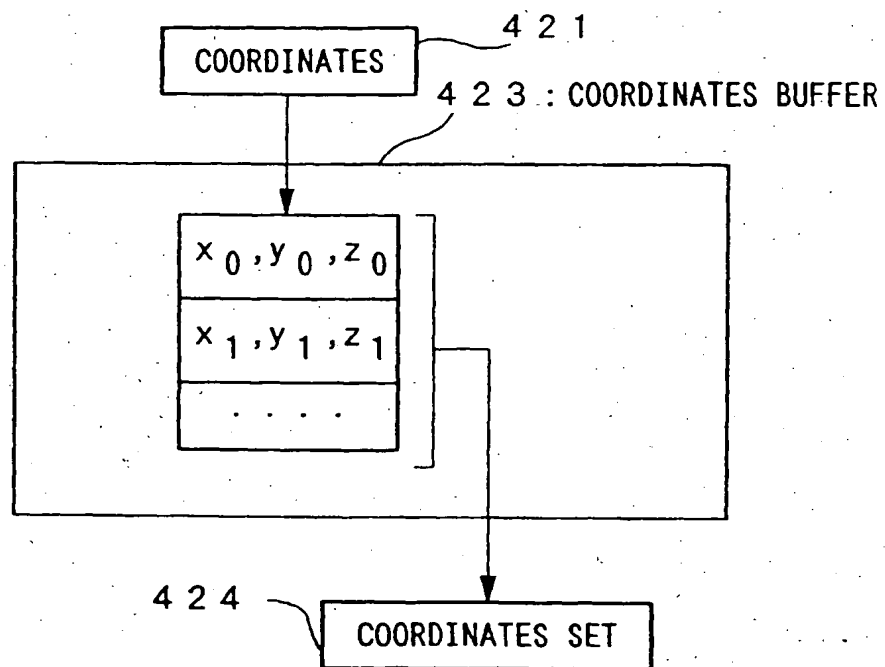 421
COORDINATES
423 : COORDINATES BUFFER
x0, y0, z0
x1, y1, z1
. . . .
424
COORDINATES SET